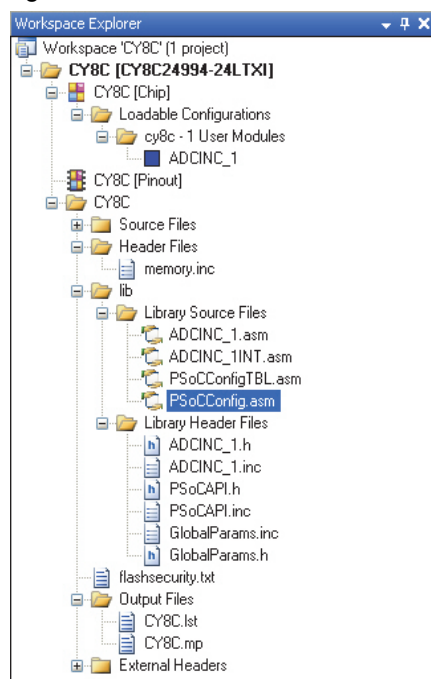 Workspace Explorer
Workspace 'CY8C' (1 project)
CY8C [CY8C24994-24LTXI]
CY8C [Chip]
Loadable Configurations
cy8c - 1 User Modules
ADCINC_1
CY8C [Pinout]
CY8C
Source Files
Header Files
memory.inc
lib
Library Source Files
ADCINC_1.asm
ADCINC_1INT.asm
PSoCConfigTBL.asm
PSoCConfig.asm
Library Header Files
ADCINC_1.h
ADCINC_1.inc
PSoCAPI.h
PSoCAPI.inc
GlobalParams.inc
GlobalParams.h
flashsecurity.txt
Output Files
CY8C.lst
CY8C.mp
External Headers